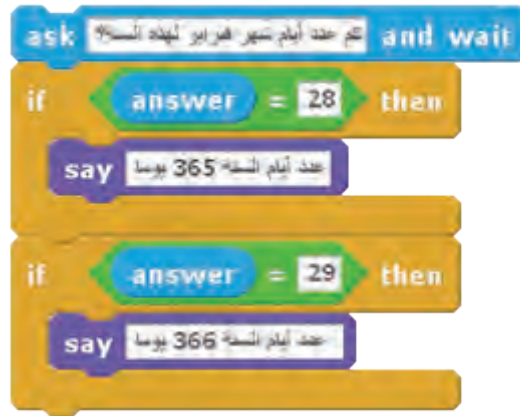 ask كم عدد أيام شهر فبراير لهذه السنة؟ and wait
if answer = 28 then
say عدد أيام السنة 365 يوما
if answer = 29 then
say عدد أيام السنة 366 يوما